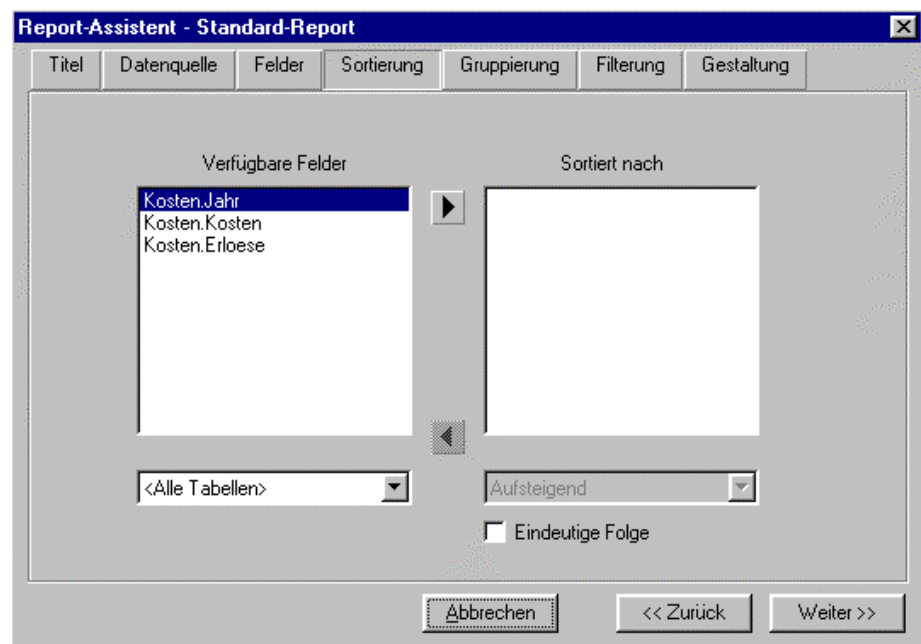 Report-Assistent - Standard-Report
Titel Datenquelle Felder Sortierung Gruppierung Filterung Gestaltung
Verfügbare Felder Sortiert nach
Kosten.Jahr
Kosten.Kosten
Kosten.Erloese
<Alle Tabellen> Aufsteigend
Eindeutige Folge
Abbrechen << Zurück Weiter >>